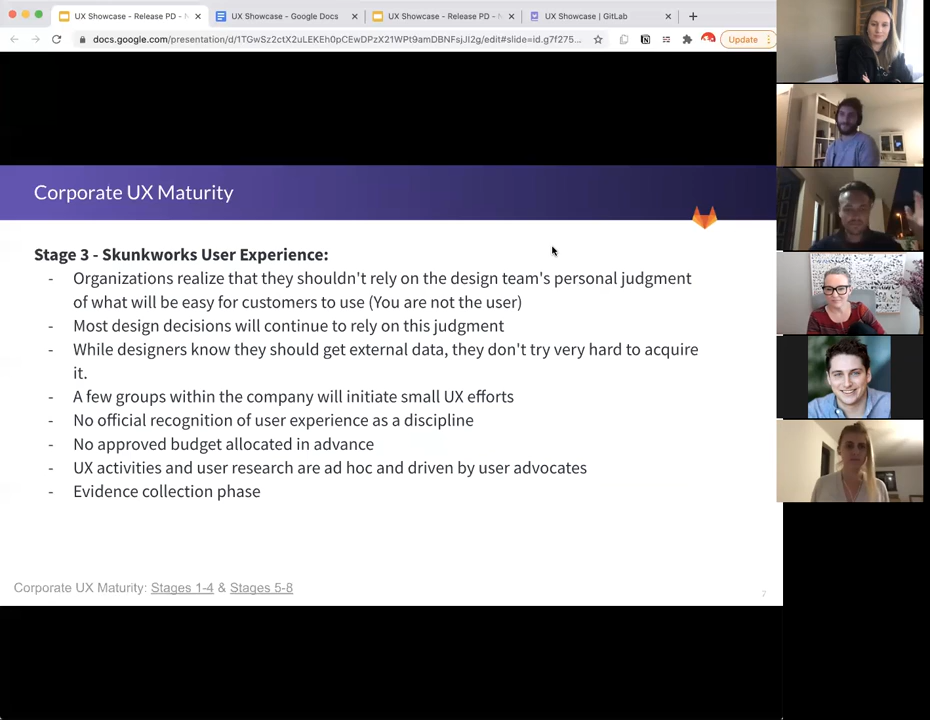 UX Showcase - Release PD -
UX Showcase - Google Docs
UX Showcase - Release PD -
UX Showcase | GitLab
docs.google.com/presentation/d/1TGwSz2ctX2uLEKEh0pCEwDPzX21WPt9amDBNFsjJI2g/edit#slide=id.g7f275...
Update
Corporate UX Maturity
Stage 3 - Skunkworks User Experience:
- Organizations realize that they shouldn't rely on the design team's personal judgment
of what will be easy for customers to use (You are not the user)
- Most design decisions will continue to rely on this judgment
- While designers know they should get external data, they don't try very hard to acquire
it.
- A few groups within the company will initiate small UX efforts
- No official recognition of user experience as a discipline
- No approved budget allocated in advance
- UX activities and user research are ad hoc and driven by user advocates
- Evidence collection phase
Corporate UX Maturity: Stages 1-4 & Stages 5-8
7